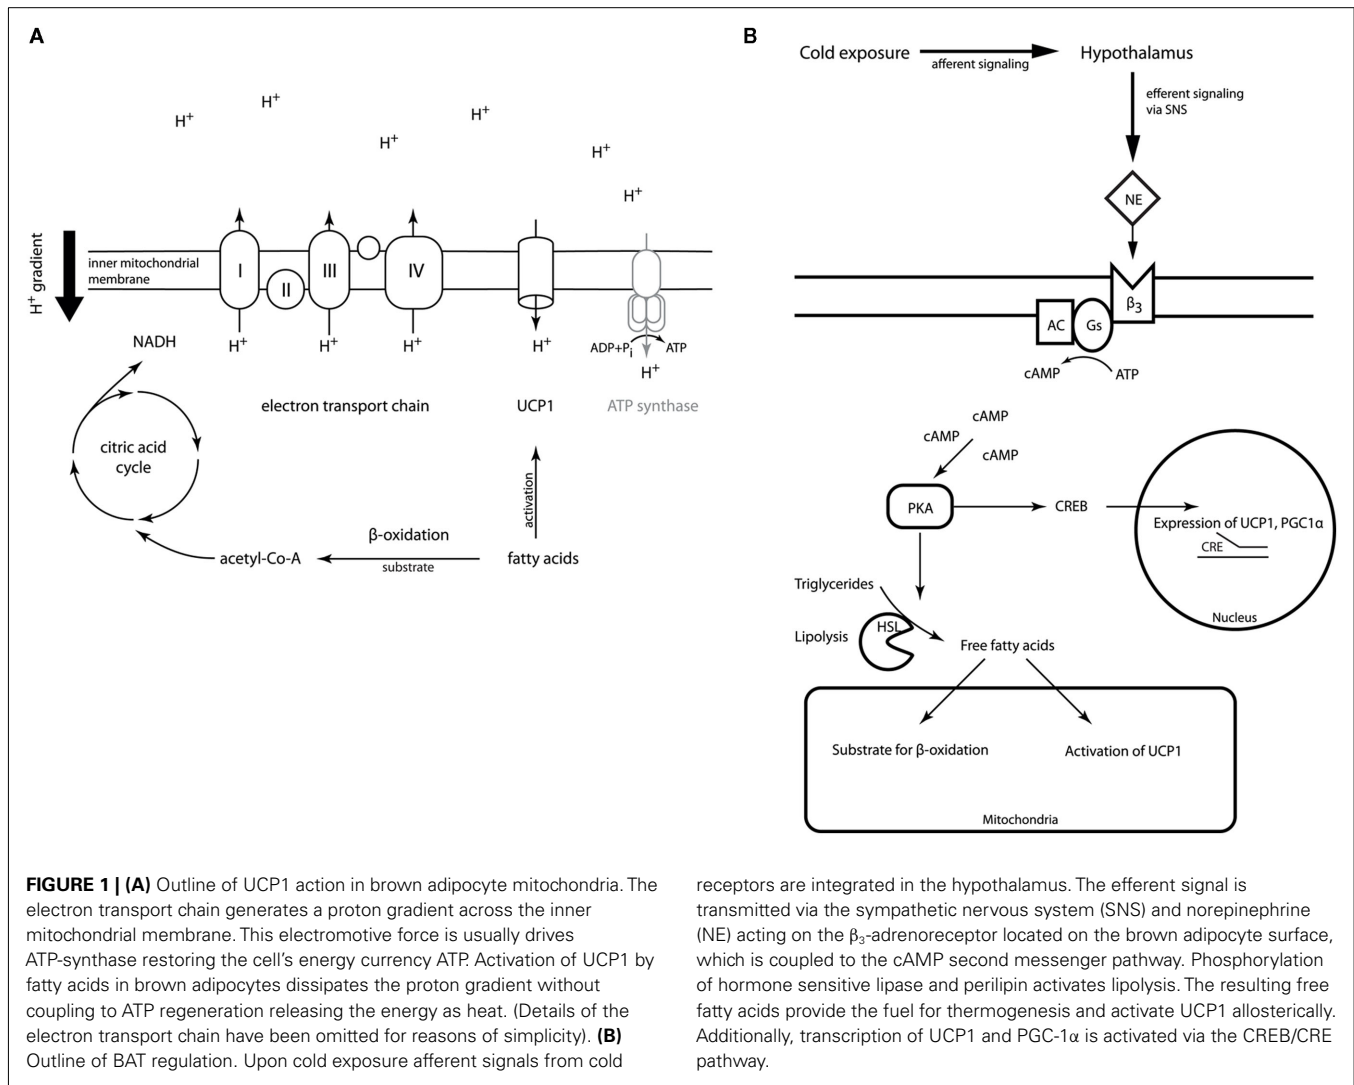 A
H+
H+
H+
H+
H+
H+
H+ gradient
inner mitochondrial
membrane
I
II
III
IV
H+
H+
H+
H+
ADP+Pi
ATP
H+
NADH
electron transport chain
UCP1
ATP synthase
citric acid
cycle
activation
β-oxidation
acetyl-Co-A
substrate
fatty acids
B
Cold exposure
afferent signaling
Hypothalamus
efferent signaling
via SNS
NE
β3
AC
Gs
cAMP
ATP
cAMP
cAMP
cAMP
PKA
CREB
Expression of UCP1, PGC1α
CRE
Nucleus
Triglycerides
HSL
Lipolysis
Free fatty acids
Substrate for β-oxidation
Activation of UCP1
Mitochondria
FIGURE 1 | (A) Outline of UCP1 action in brown adipocyte mitochondria. The
electron transport chain generates a proton gradient across the inner
mitochondrial membrane. This electromotive force is usually drives
ATP-synthase restoring the cell's energy currency ATP. Activation of UCP1 by
fatty acids in brown adipocytes dissipates the proton gradient without
coupling to ATP regeneration releasing the energy as heat. (Details of the
electron transport chain have been omitted for reasons of simplicity). (B)
Outline of BAT regulation. Upon cold exposure afferent signals from cold
receptors are integrated in the hypothalamus. The efferent signal is
transmitted via the sympathetic nervous system (SNS) and norepinephrine
(NE) acting on the β3-adrenoreceptor located on the brown adipocyte surface,
which is coupled to the cAMP second messenger pathway. Phosphorylation
of hormone sensitive lipase and perilipin activates lipolysis. The resulting free
fatty acids provide the fuel for thermogenesis and activate UCP1 allosterically.
Additionally, transcription of UCP1 and PGC-1α is activated via the CREB/CRE
pathway.